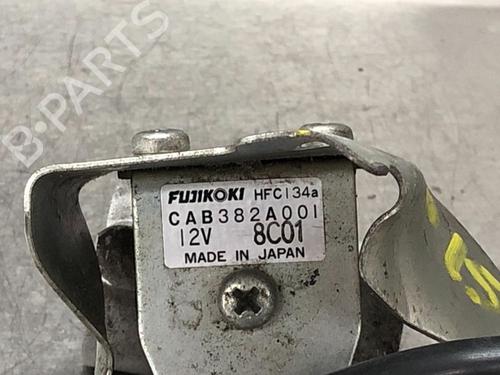 B-PARTS
FUJIKOKI HFC134a
CAB382A001
12V 8C01
MADE IN JAPAN